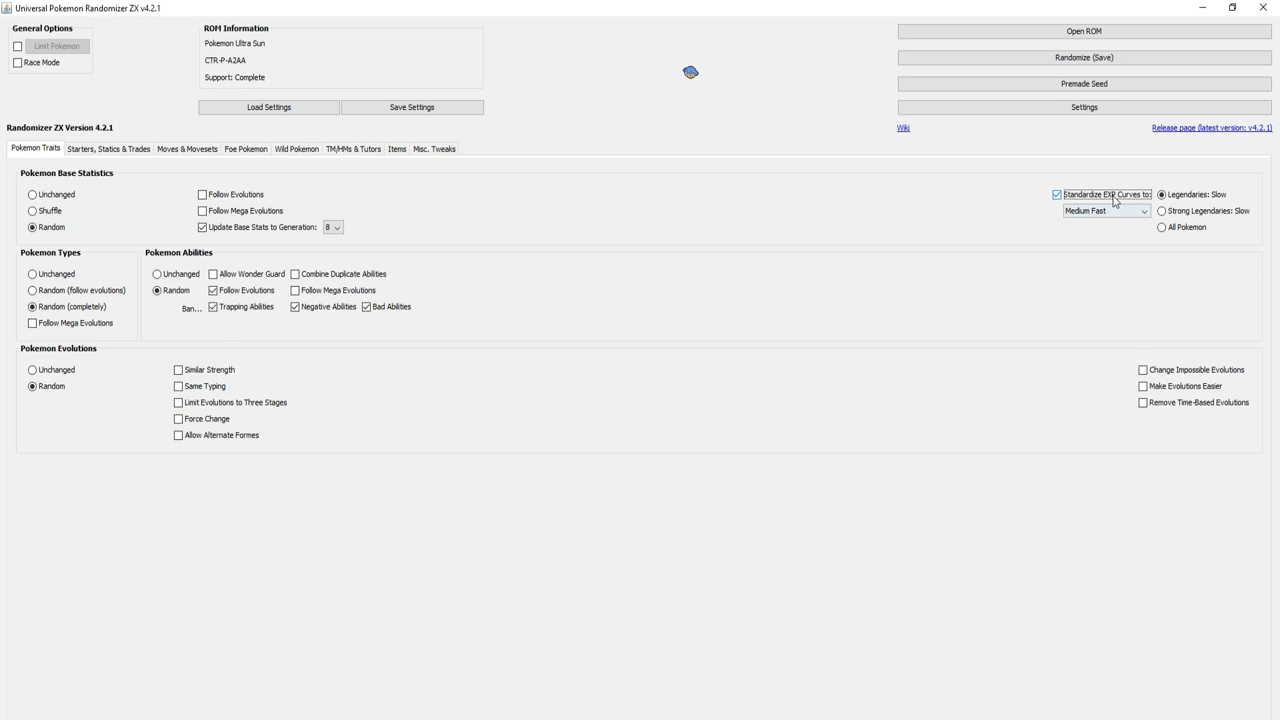 Universal Pokemon Randomizer ZX v4.2.1
General Options
Limit Pokemon
Race Mode
ROM Information
Pokemon Ultra Sun
CTR-P-A2AA
Support: Complete
Load Settings
Save Settings
Open ROM
Randomize (Save)
Premade Seed
Settings
Randomizer ZX Version 4.2.1
Wiki
Release page (latest version: v4.2.1)
Pokemon Traits
Starters, Statics & Trades
Moves & Movesets
Foe Pokemon
Wild Pokemon
TM/HMs & Tutors
Items
Misc. Tweaks
Pokemon Base Statistics
Unchanged
Shuffle
Random
Follow Evolutions
Follow Mega Evolutions
Update Base Stats to Generation: 8
Standardize EXP Curves to:
Medium Fast
Legendaries: Slow
Strong Legendaries: Slow
All Pokemon
Pokemon Types
Unchanged
Random (follow evolutions)
Random (completely)
Follow Mega Evolutions
Pokemon Abilities
Unchanged
Allow Wonder Guard
Combine Duplicate Abilities
Random
Follow Evolutions
Follow Mega Evolutions
Ban...
Trapping Abilities
Negative Abilities
Bad Abilities
Pokemon Evolutions
Unchanged
Random
Similar Strength
Same Typing
Limit Evolutions to Three Stages
Force Change
Allow Alternate Formes
Change Impossible Evolutions
Make Evolutions Easier
Remove Time-Based Evolutions